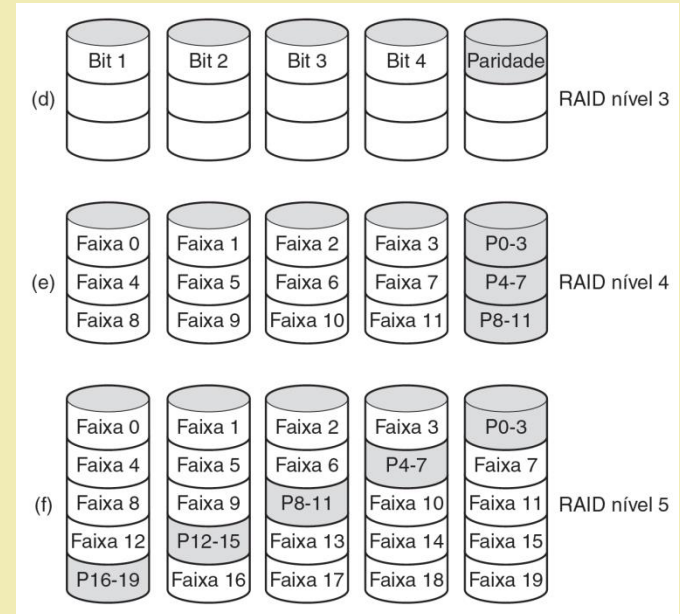 Bit 1 Bit 2 Bit 3 Bit 4 Paridade
(d) RAID nível 3
Faixa 0 Faixa 1 Faixa 2 Faixa 3 P0-3
(e) Faixa 4 Faixa 5 Faixa 6 Faixa 7 P4-7 RAID nível 4
Faixa 8 Faixa 9 Faixa 10 Faixa 11 P8-11
Faixa 0 Faixa 1 Faixa 2 Faixa 3 P0-3
Faixa 4 Faixa 5 Faixa 6 P4-7 Faixa 7
(f) Faixa 8 Faixa 9 P8-11 Faixa 10 Faixa 11 RAID nível 5
Faixa 12 P12-15 Faixa 13 Faixa 14 Faixa 15
P16-19 Faixa 16 Faixa 17 Faixa 18 Faixa 19